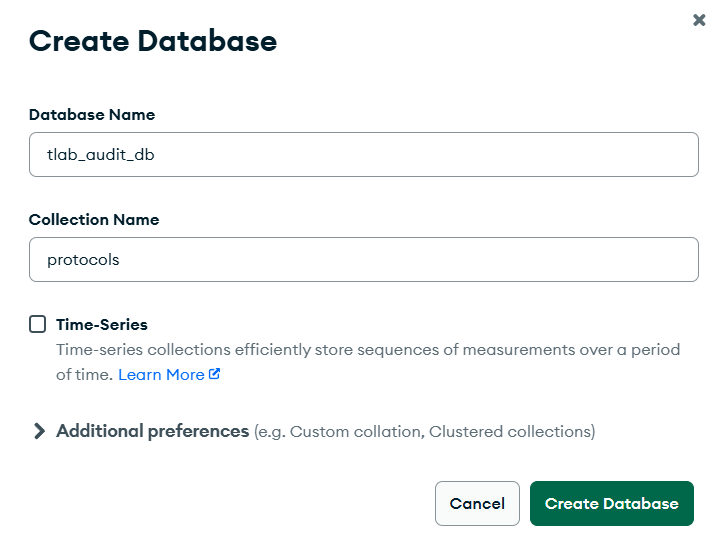 Create Database
Database Name
tlab_audit_db
Collection Name
protocols
Time-Series
Time-series collections efficiently store sequences of measurements over a period
of time. Learn More
Additional preferences (e.g. Custom collation, Clustered collections)
Cancel Create Database